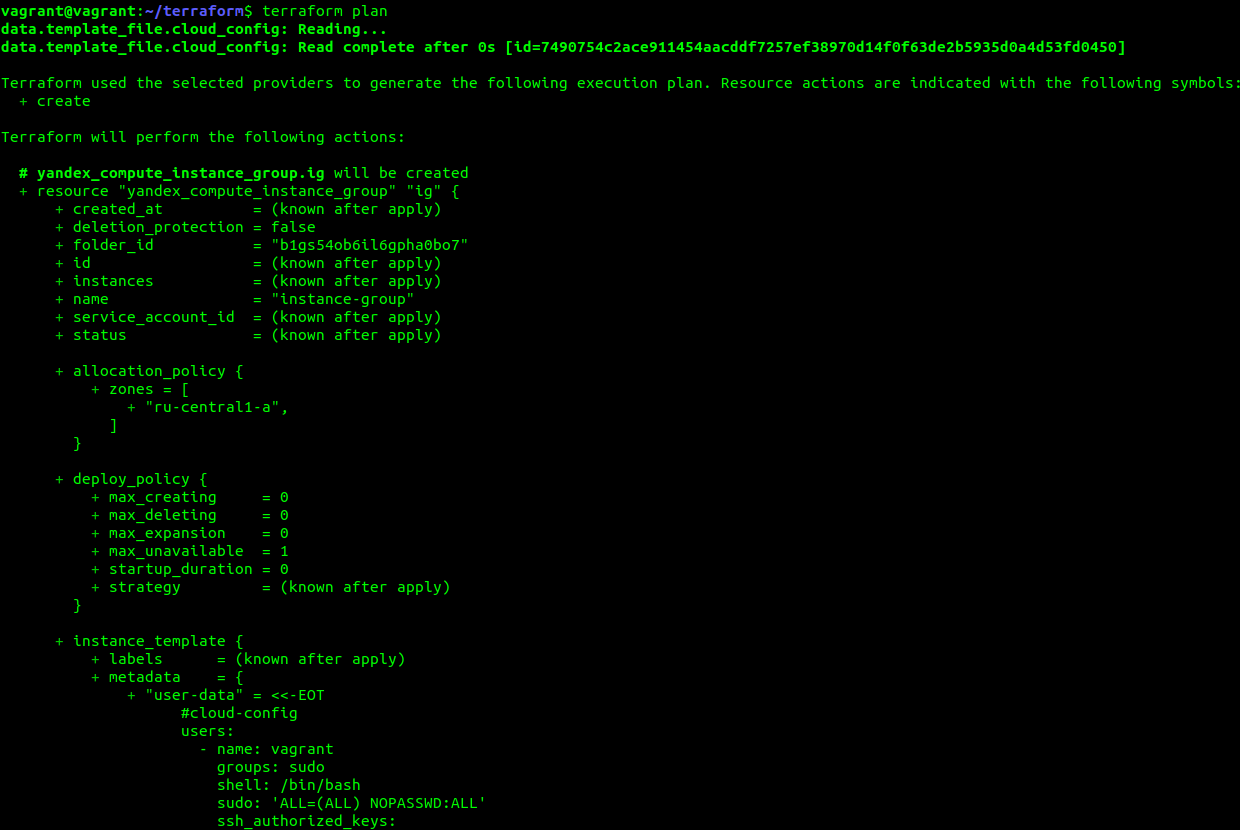 vagrant@vagrant:~/terraform$ terraform plan
data.template_file.cloud_config: Reading...
data.template_file.cloud_config: Read complete after 0s [id=7490754c2ace911454aacddf7257ef38970d14f0f63de2b5935d0a4d53fd0450]

Terraform used the selected providers to generate the following execution plan. Resource actions are indicated with the following symbols:
  + create

Terraform will perform the following actions:

  # yandex_compute_instance_group.ig will be created
  + resource "yandex_compute_instance_group" "ig" {
      + created_at          = (known after apply)
      + deletion_protection = false
      + folder_id           = "b1gs54ob6il6gpha0bo7"
      + id                  = (known after apply)
      + instances           = (known after apply)
      + name                = "instance-group"
      + service_account_id  = (known after apply)
      + status              = (known after apply)

      + allocation_policy {
          + zones = [
              + "ru-central1-a",
            ]
        }

      + deploy_policy {
          + max_creating     = 0
          + max_deleting     = 0
          + max_expansion    = 0
          + max_unavailable  = 1
          + startup_duration = 0
          + strategy         = (known after apply)
        }

      + instance_template {
          + labels      = (known after apply)
          + metadata    = {
              + "user-data" = <<-EOT
                    #cloud-config
                    users:
                      - name: vagrant
                        groups: sudo
                        shell: /bin/bash
                        sudo: 'ALL=(ALL) NOPASSWD:ALL'
                        ssh_authorized_keys: